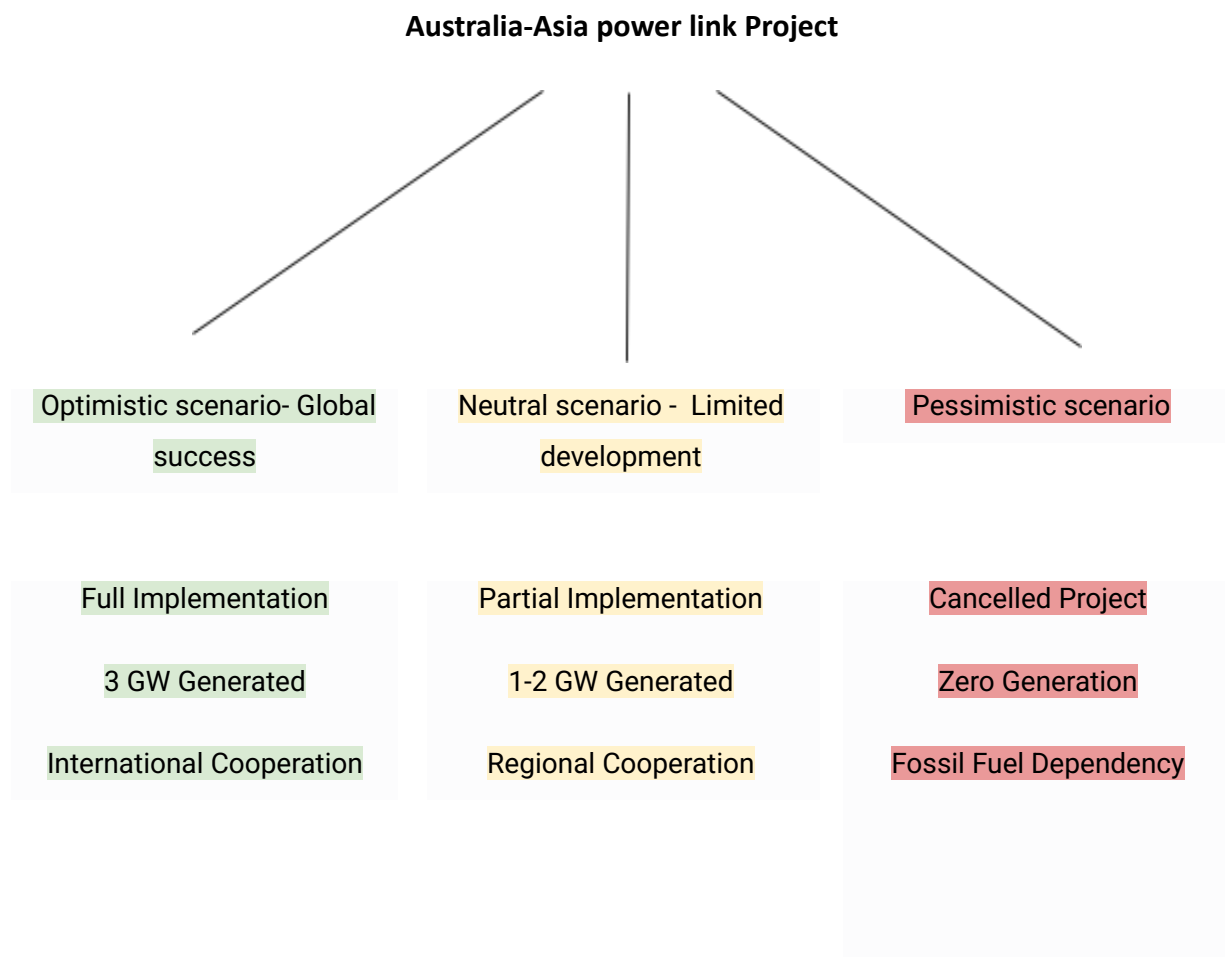 Australia-Asia power link Project
Optimistic scenario- Global
success
Neutral scenario - Limited
development
Pessimistic scenario
Full Implementation
3 GW Generated
International Cooperation
Partial Implementation
1-2 GW Generated
Regional Cooperation
Cancelled Project
Zero Generation
Fossil Fuel Dependency